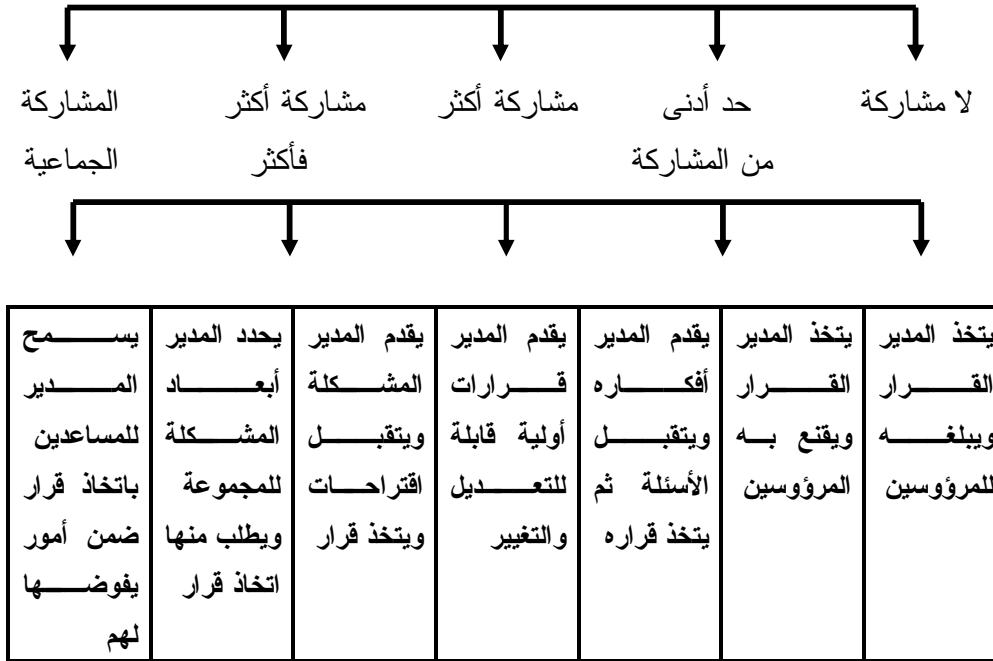 لا مشاركة
حد أدنى
من المشاركة
مشاركة أكثر
مشاركة أكثر
فأكثر
المشاركة
الجماعية
يتخذ المدير
القرار
ويبلغه
للمرؤوسين
يتخذ المدير
القرار
ويقنع به
المرؤوسين
يقدم المدير
أفكاره
ويتقبل
الأسئلة ثم
يتخذ قراره
يقدم المدير
قرارات
أولية قابلة
للتعديل
والتغيير
يقدم المدير
المشكلة
ويتقبل
اقتراحات
ويتخذ قرار
يحدد المدير
أبعاد
المشكلة
للمجموعة
ويطلب منها
اتخاذ قرار
يسمح
المدير
للمساعدين
باتخاذ قرار
ضمن أمور
يفوضها
لهم